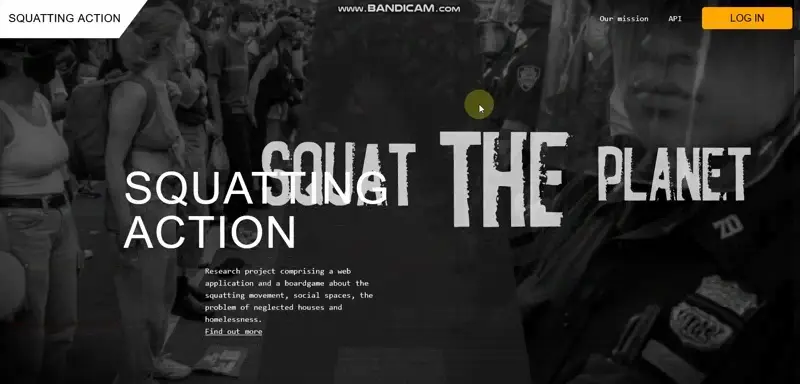 www.BANDICAM.com
SQUATTING ACTION
Our mission
API
LOG IN
SQUAT THE PLANET
SQUATTING
ACTION
Research project comprising a web
application and a boardgame about the
squatting movement, social spaces, the
problem of neglected houses and
homelessness.
Find out more